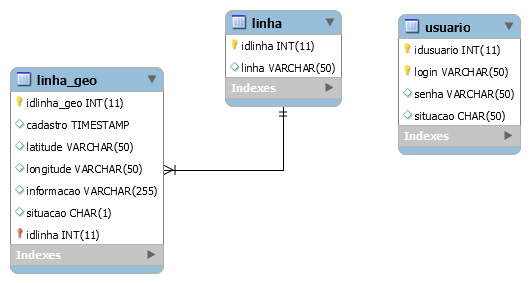 linha
idlinha INT(11)
linha VARCHAR(50)
Indexes
usuario
idusuario INT(11)
login VARCHAR(50)
senha VARCHAR(50)
situacao CHAR(50)
Indexes
linha_geo
idlinha_geo INT(11)
cadastro TIMESTAMP
latitude VARCHAR(50)
longitude VARCHAR(50)
informacao VARCHAR(255)
situacao CHAR(1)
idlinha INT(11)
Indexes